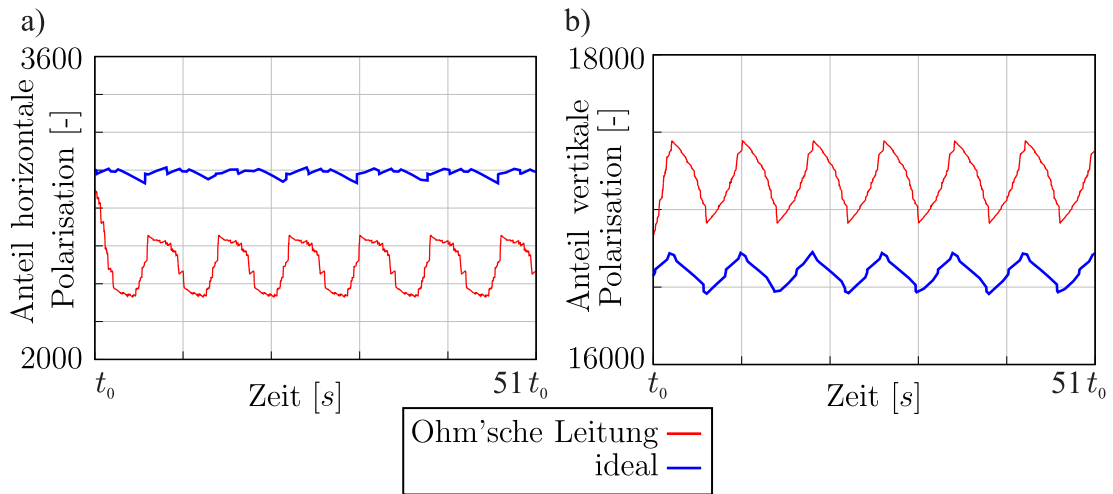 a)
3600
Anteil horizontale
Polarisation [-]
2000
t₀
Zeit [s]
51 t₀
b)
18000
Anteil vertikale
Polarisation [-]
16000
t₀
Zeit [s]
51 t₀
Ohm'sche Leitung
ideal